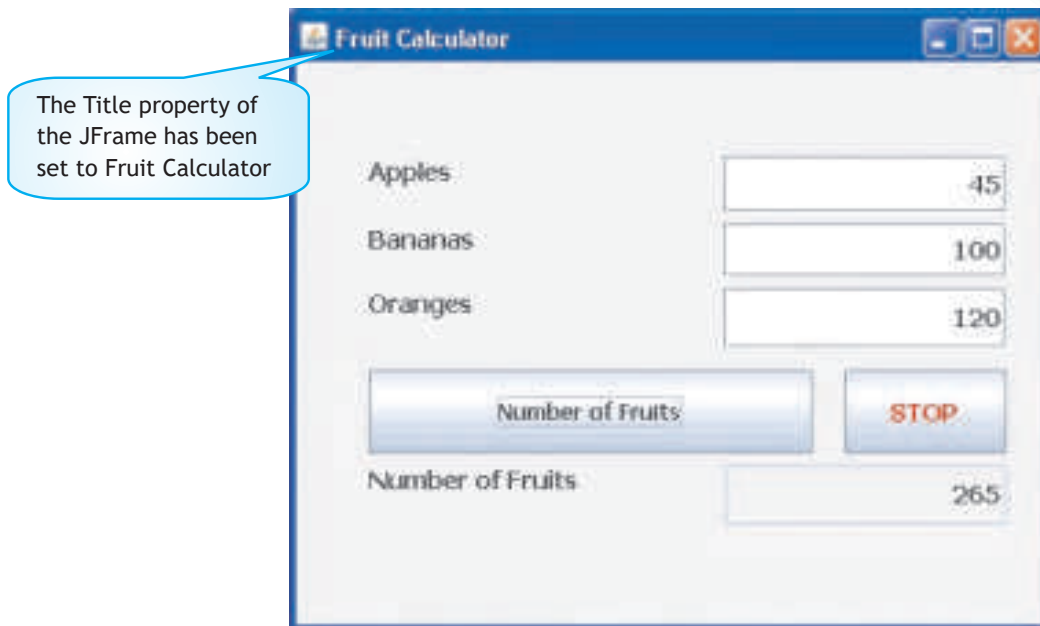 Fruit Calculator
The Title property of
the JFrame has been
set to Fruit Calculator
Apples 45
Bananas 100
Oranges 120
Number of Fruits STOP
Number of Fruits 265